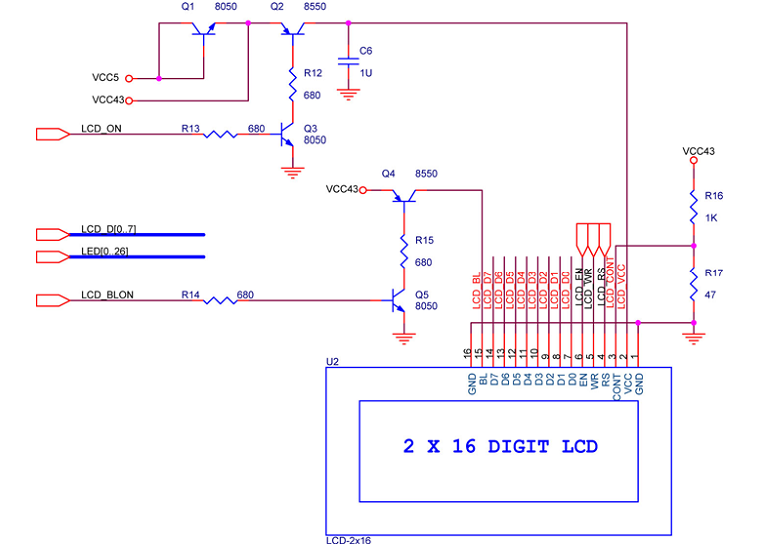 Q1 8050 Q2 8550
C6
1U
R12
680
VCC5
VCC43
LCD_ON R13 680 Q3
8050
VCC43
Q4 8550
VCC43
R16
1K
LCD_D[0..7]
LED[0..26]
R15
680
R17
47
LCD_BLON R14 680 Q5
8050
LCD_BL
LCD_D7
LCD_D6
LCD_D5
LCD_D4
LCD_D3
LCD_D2
LCD_D1
LCD_D0
LCD_EN
LCD_WR
LCD_RS
LCD_CONT
LCD_VCC
16 15 14 13 12 11 10 9 8 7 6 5 4 3 2 1
U2
GND BL D7 D6 D5 D4 D3 D2 D1 D0 EN WR RS CONT VCC GND
2 X 16 DIGIT LCD
LCD-2x16